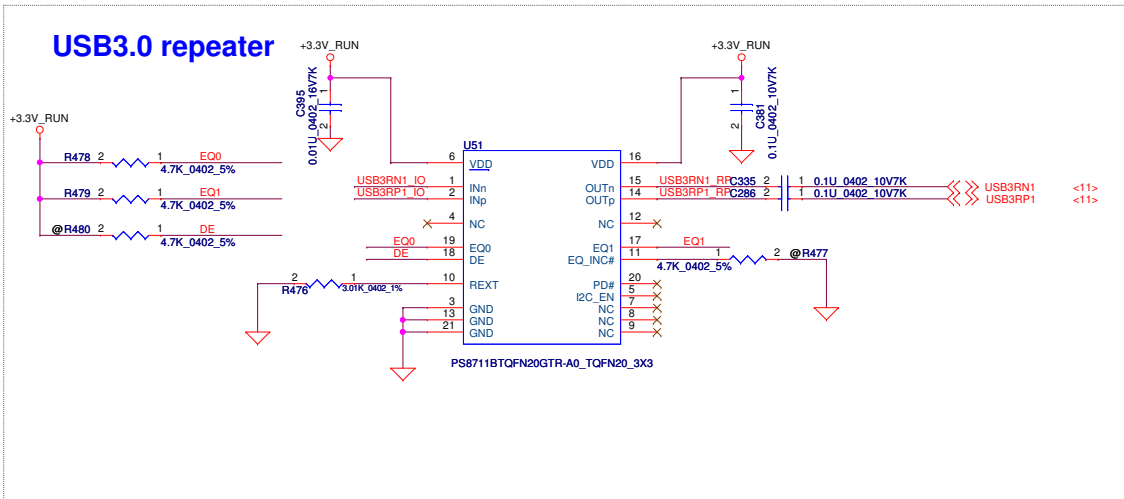 USB3.0 repeater
+3.3V_RUN
+3.3V_RUN
+3.3V_RUN
C395
0.01U_0402_16V7K
1
2
C381
0.1U_0402_10V7K
1
2
R478 2 1 EQ0
4.7K_0402_5%
R479 2 1 EQ1
4.7K_0402_5%
@R480 2 1 DE
4.7K_0402_5%
U51
6 VDD VDD 16
USB3RN1_IO 1 INn OUTn 15 USB3RN1_RP C335 2 1 0.1U_0402_10V7K USB3RN1 <11>
USB3RP1_IO 2 INp OUTp 14 USB3RP1_RP C286 2 1 0.1U_0402_10V7K USB3RP1 <11>
4 NC NC 12
EQ0 19 EQ0 EQ1 17 EQ1
DE 18 DE EQ_INC# 11 1 2 @R477
4.7K_0402_5%
R476 2 1 3.01K_0402_1% 10 REXT PD# 20
I2C_EN 5
3 GND NC 7
13 GND NC 8
21 GND NC 9
PS8711BTQFN20GTR-A0_TQFN20_3X3